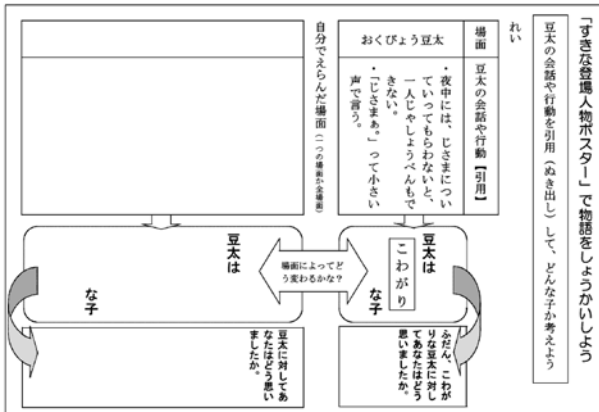 「すきな登場人物ポスター」で物語をしょうかいしよう
豆太の会話や行動を引用（ぬき出し）して、どんな子か考えよう
れい
場面
豆太の会話や行動【引用】
おくびょう豆太
・夜中には、じさまについ
ていってもらわないと、
一人じゃしょうべんもで
きない。
・「じさまぁ。」って小さい
声で言う。
豆太は
こわがり
な子
ふだん、こわが
りな豆太に対し
てあなたはどう
思いましたか。
場面によってど
う変わるかな？
自分でえらんだ場面（一つの場面か全場面）
豆太は
な子
豆太に対してあ
なたはどう思い
ましたか。